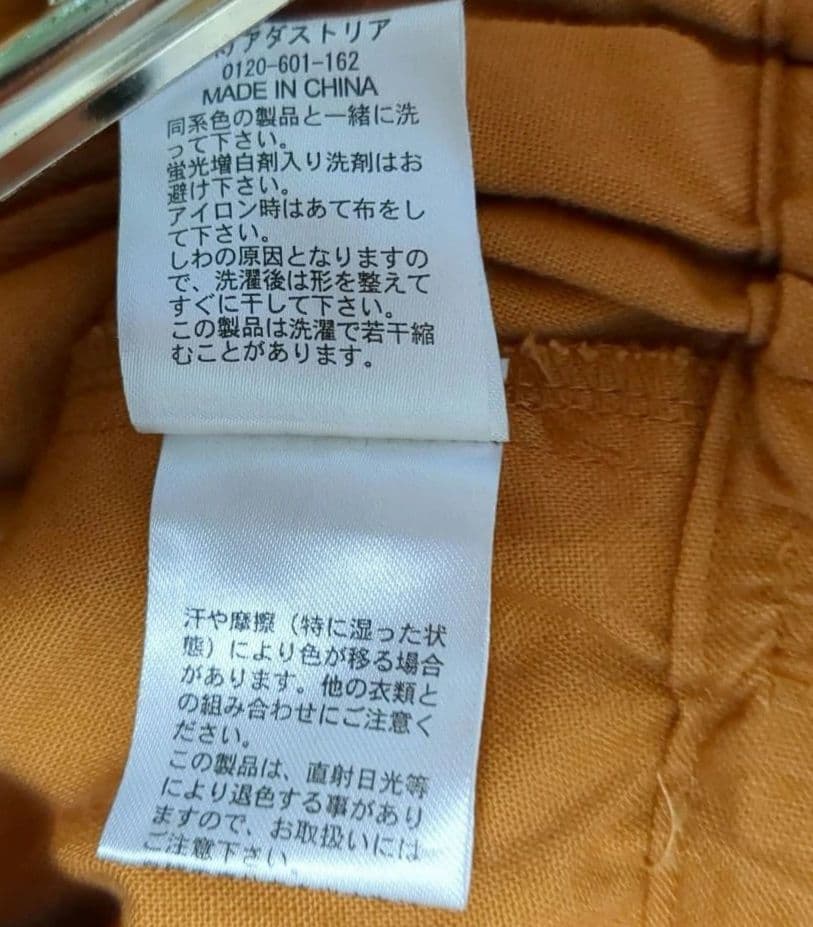 アダストリア
0120-601-162
MADE IN CHINA
同系色の製品と一緒に洗
って下さい。
蛍光増白剤入り洗剤はお
避け下さい。
アイロン時はあて布をし
て下さい。
しわの原因となりますの
で、洗濯後は形を整えて
すぐに干して下さい。
この製品は洗濯で若干縮
むことがあります。
汗や摩擦（特に湿った状
態）により色が移る場合
があります。他の衣類と
の組み合わせにご注意く
ださい。
この製品は、直射日光等
により退色する事があり
ますので、お取扱いには
ご注意下さい。